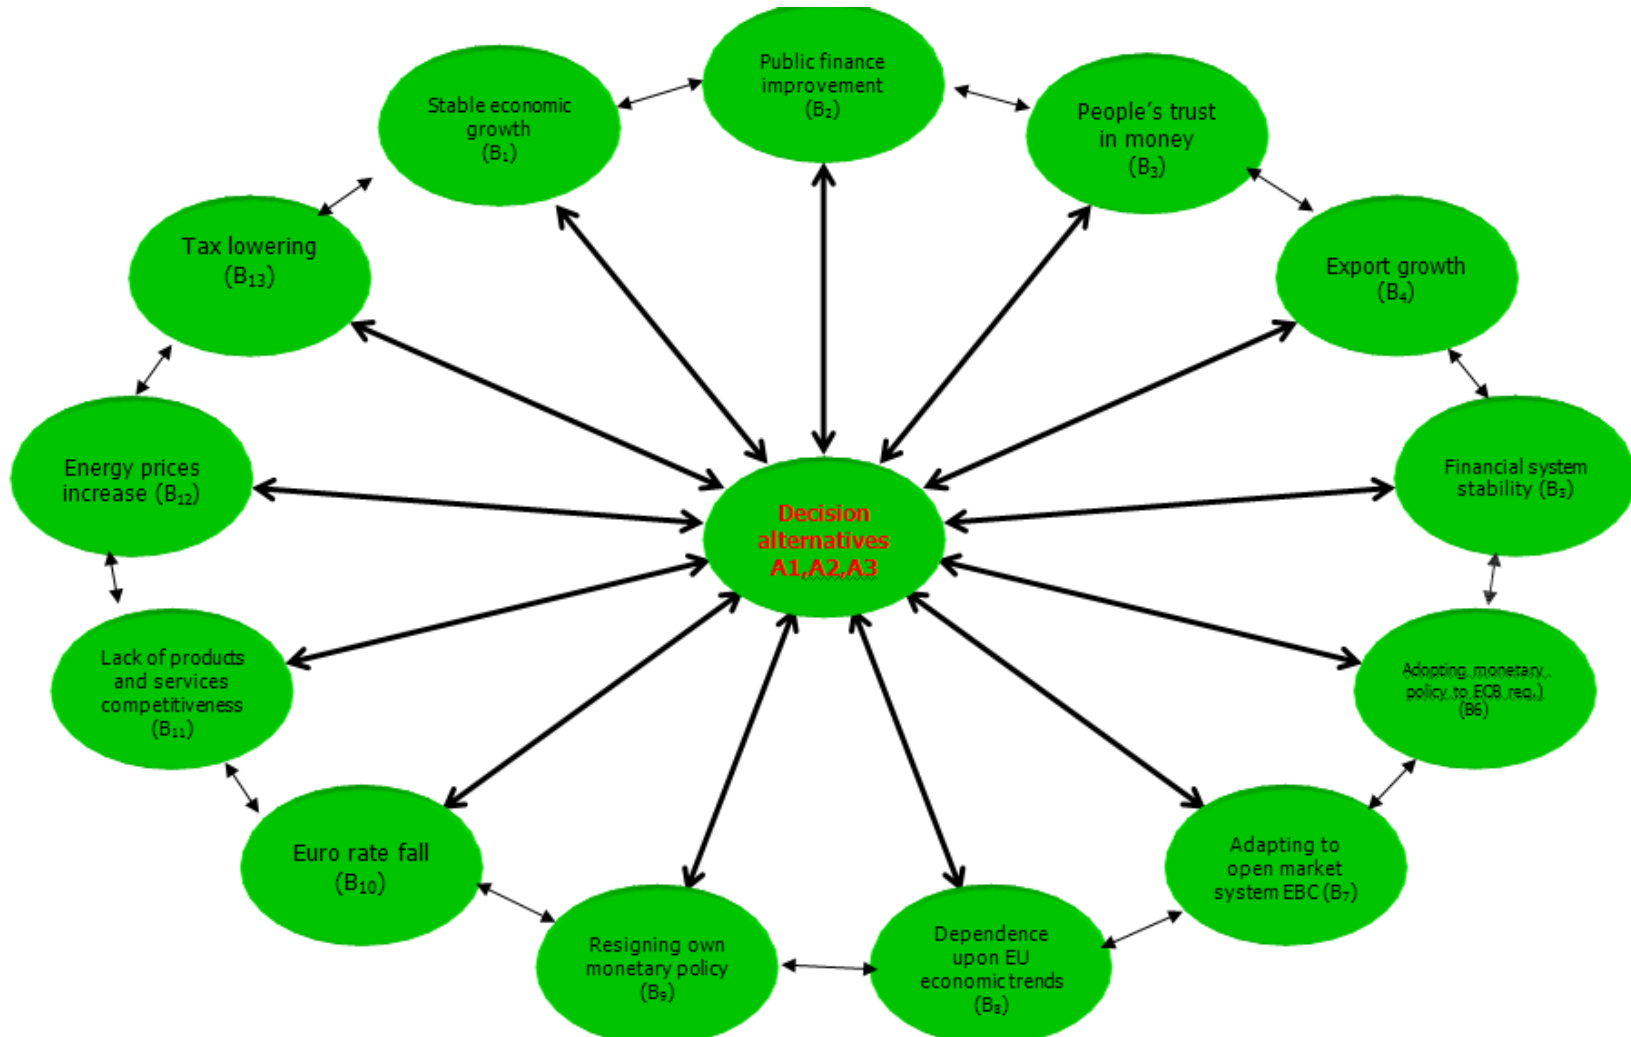 Public finance
improvement
(B₂)
Stable economic
growth
(B₁)
People's trust
in money
(B₃)
Tax lowering
(B₁₃)
Export growth
(B₄)
Energy prices
increase (B₁₂)
Financial system
stability (B₅)
Decision
alternatives
A1,A2,A3
Lack of products
and services
competitiveness
(B₁₁)
Adopting monetary
policy to ECB req.)
(B6)
Euro rate fall
(B₁₀)
Adapting to
open market
system EBC (B₇)
Resigning own
monetary policy
(B₉)
Dependence
upon EU
economic trends
(B₈)